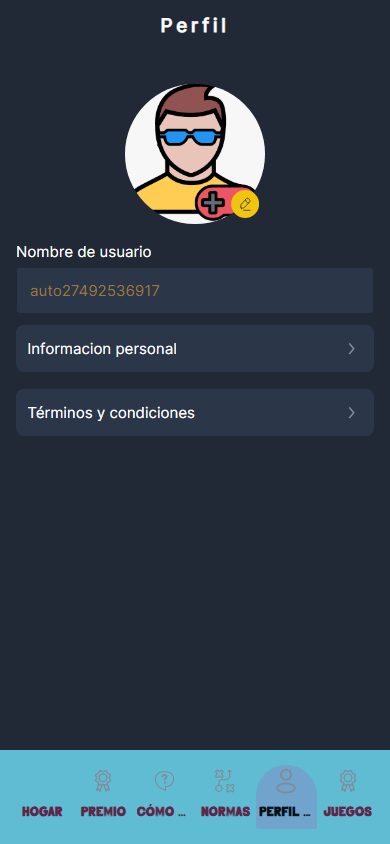 Perfil
Nombre de usuario
auto27492536917
Informacion personal
Términos y condiciones
HOGAR PREMIO CÓMO ... NORMAS PERFIL ... JUEGOS